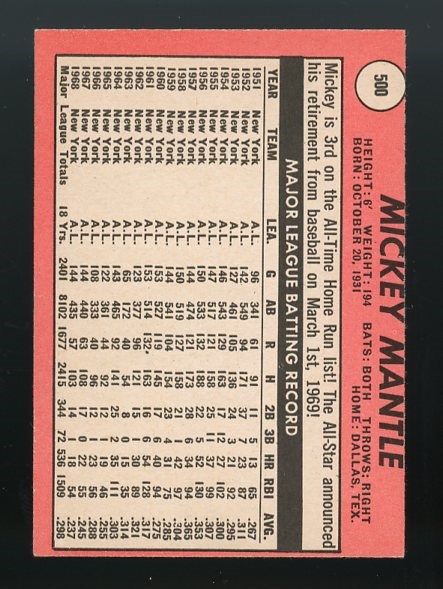 500
MICKEY MANTLE
HEIGHT: 6' WEIGHT: 194 BATS: BOTH THROWS: RIGHT
BORN: OCTOBER 20, 1931 HOME: DALLAS, TEX.
Mickey is 3rd on the All-Time Home Run list! The All-Star announced
his retirement from baseball on March 1st, 1969!
MAJOR LEAGUE BATTING RECORD
YEAR TEAM LEA. G AB R H 2B 3B HR RBI AVG.
1951 New York A.L. 96 341 61 91 11 5 13 65 .267
1952 New York A.L. 142 549 94 171 37 7 23 87 .311
1953 New York A.L. 127 461 105 136 24 3 21 92 .295
1954 New York A.L. 146 543 129 163 17 12 27 102 .300
1955 New York A.L. 147 517 121 158 25 11 37 99 .307
1956 New York A.L. 150 533 132 188 22 5 52 130 .353
1957 New York A.L. 144 474 121 173 28 6 34 94 .365
1958 New York A.L. 150 519 127 158 21 1 42 97 .304
1959 New York A.L. 144 541 104 154 23 4 31 75 .285
1960 New York A.L. 153 527 119 145 17 6 40 94 .275
1961 New York A.L. 153 514 132* 163 16 6 54 128 .317
1962 New York A.L. 123 377 96 121 15 1 30 89 .321
1963 New York A.L. 65 172 40 54 8 0 15 35 .314
1964 New York A.L. 143 465 92 141 25 2 35 111 .303
1965 New York A.L. 122 361 44 92 12 1 19 46 .255
1966 New York A.L. 108 333 40 96 12 1 23 56 .288
1967 New York A.L. 144 440 63 108 17 0 22 55 .245
1968 New York A.L. 144 435 57 103 14 1 18 54 .237
Major League Totals 18 Yrs. 2401 8102 1677 2415 344 72 536 1509 .298